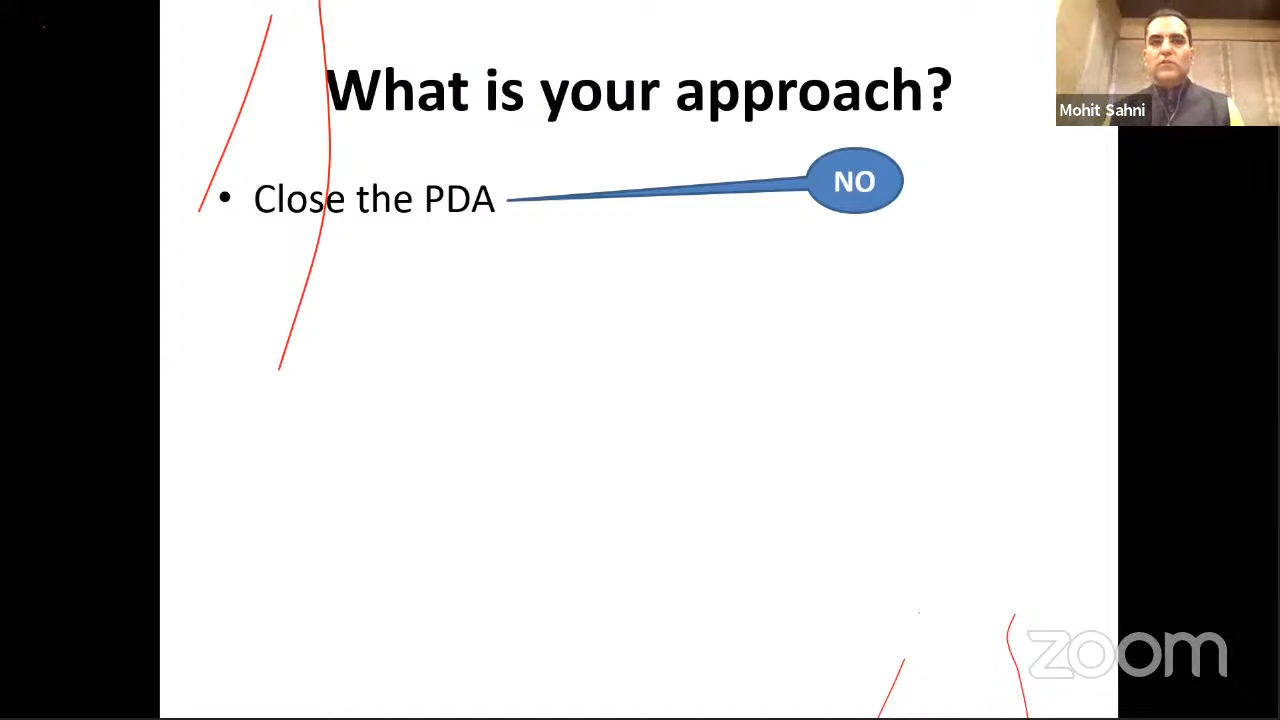 What is your approach?
Mohit Sahni
• Close the PDA
NO
zoom